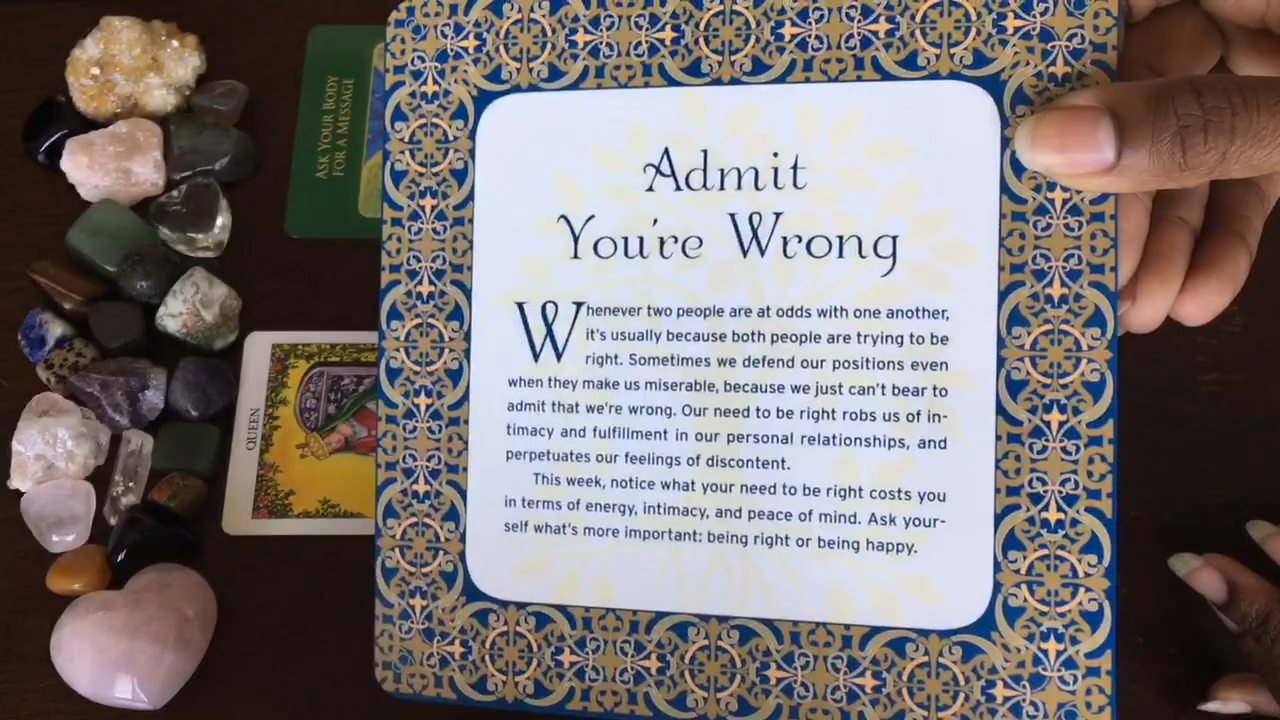 ASK YOUR BODY
FOR A MESSAGE
QUEEN
Admit
You're Wrong
Whenever two people are at odds with one another,
it's usually because both people are trying to be
right. Sometimes we defend our positions even
when they make us miserable, because we just can't bear to
admit that we're wrong. Our need to be right robs us of in-
timacy and fulfillment in our personal relationships, and
perpetuates our feelings of discontent.
This week, notice what your need to be right costs you
in terms of energy, intimacy, and peace of mind. Ask your-
self what's more important: being right or being happy.